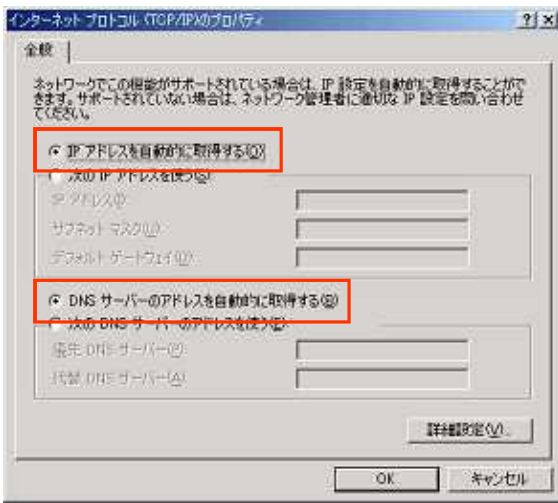 インターネット プロトコル (TCP/IP)のプロパティ
全般
ネットワークでこの機能がサポートされている場合は、IP 設定を自動的に取得することがで
きます。サポートされていない場合は、ネットワーク管理者に適切な IP 設定を問い合わせ
てください。
IP アドレスを自動的に取得する(O)
次の IP アドレスを使う(S):
IP アドレス(I):
サブネット マスク(U):
デフォルト ゲートウェイ(D):
DNS サーバーのアドレスを自動的に取得する(B)
次の DNS サーバーのアドレスを使う(E):
優先 DNS サーバー(P):
代替 DNS サーバー(A):
詳細設定(V)...
OK
キャンセル